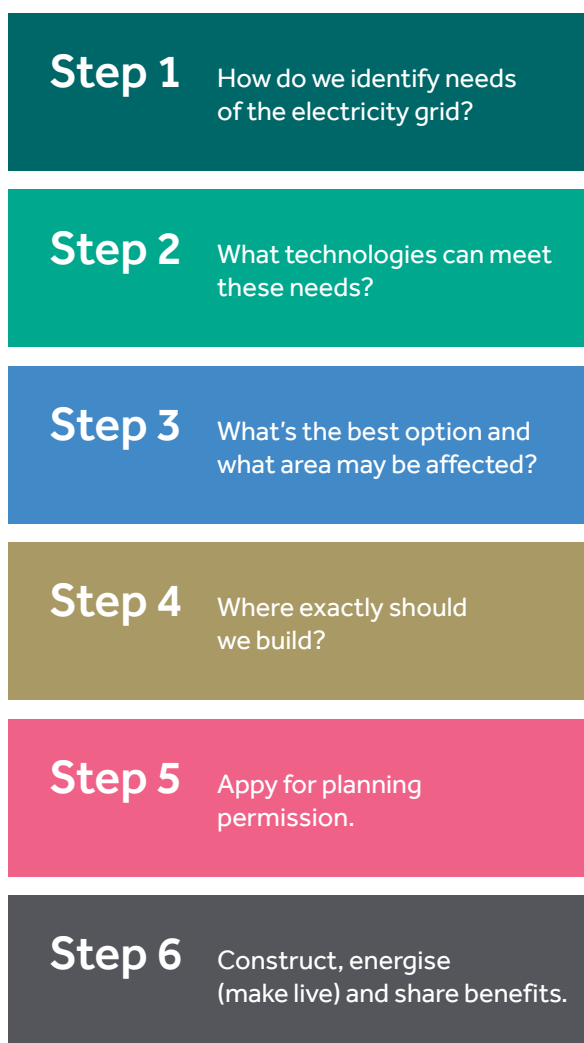 Step 1
How do we identify needs
of the electricity grid?
Step 2
What technologies can meet
these needs?
Step 3
What’s the best option and
what area may be affected?
Step 4
Where exactly should
we build?
Step 5
Appy for planning
permission.
Step 6
Construct, energise
(make live) and share benefits.